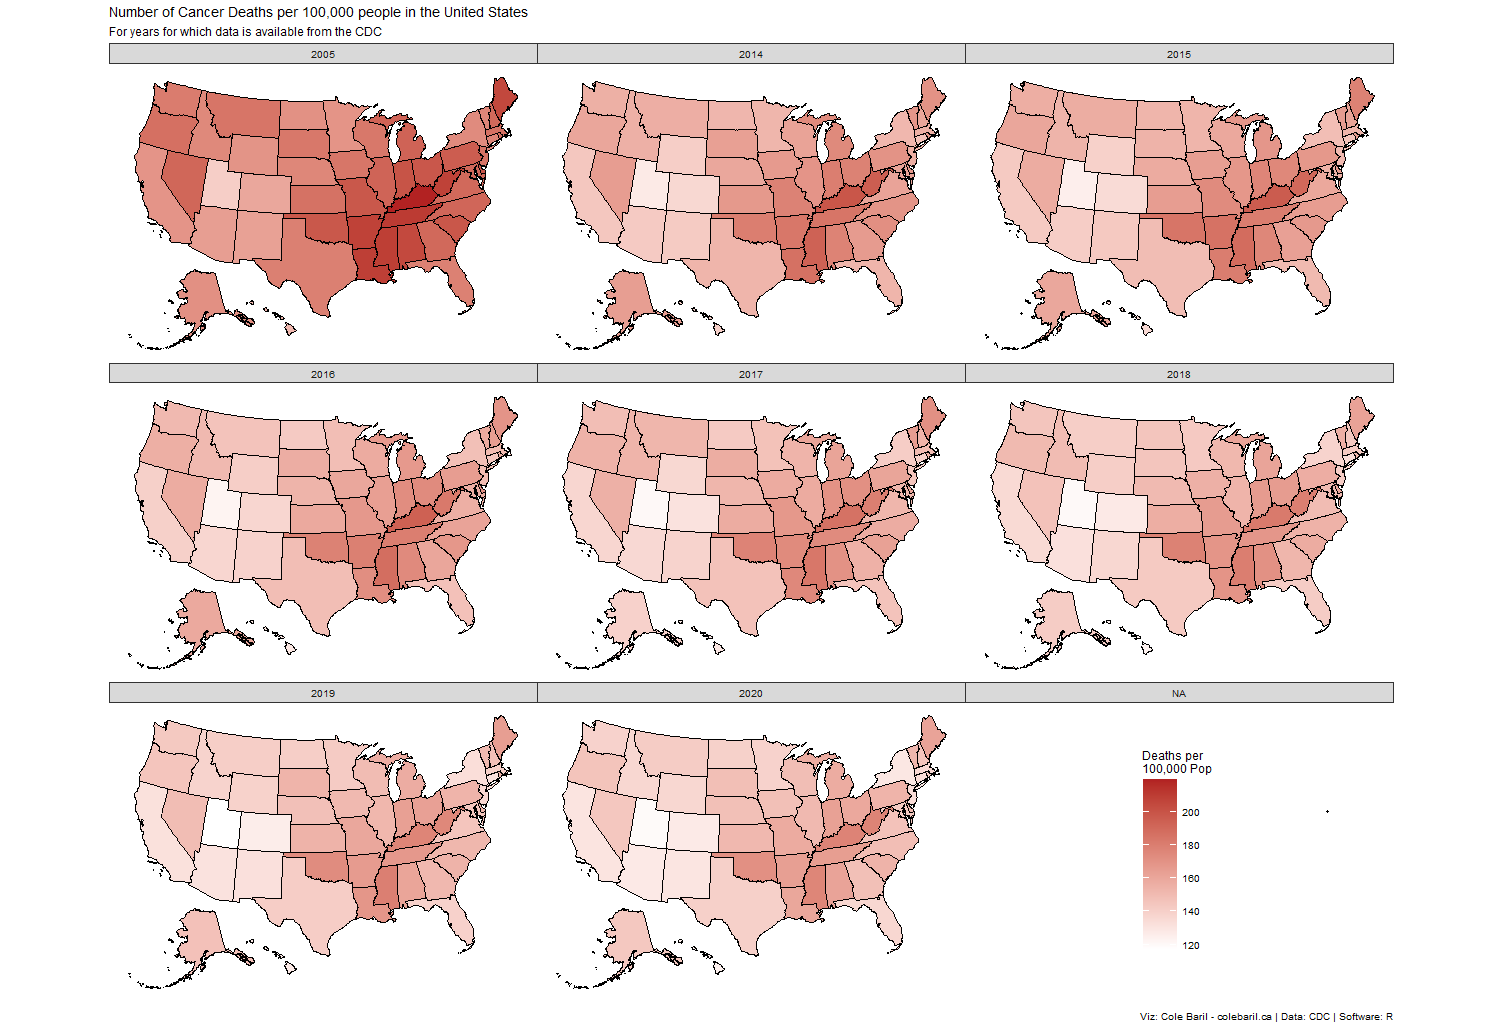 Number of Cancer Deaths per 100,000 people in the United States
For years for which data is available from the CDC
2005
2014
2015
2016
2017
2018
2019
2020
NA
Deaths per
100,000 Pop
200
180
160
140
120
Viz: Cole Baril - colebaril.ca | Data: CDC | Software: R